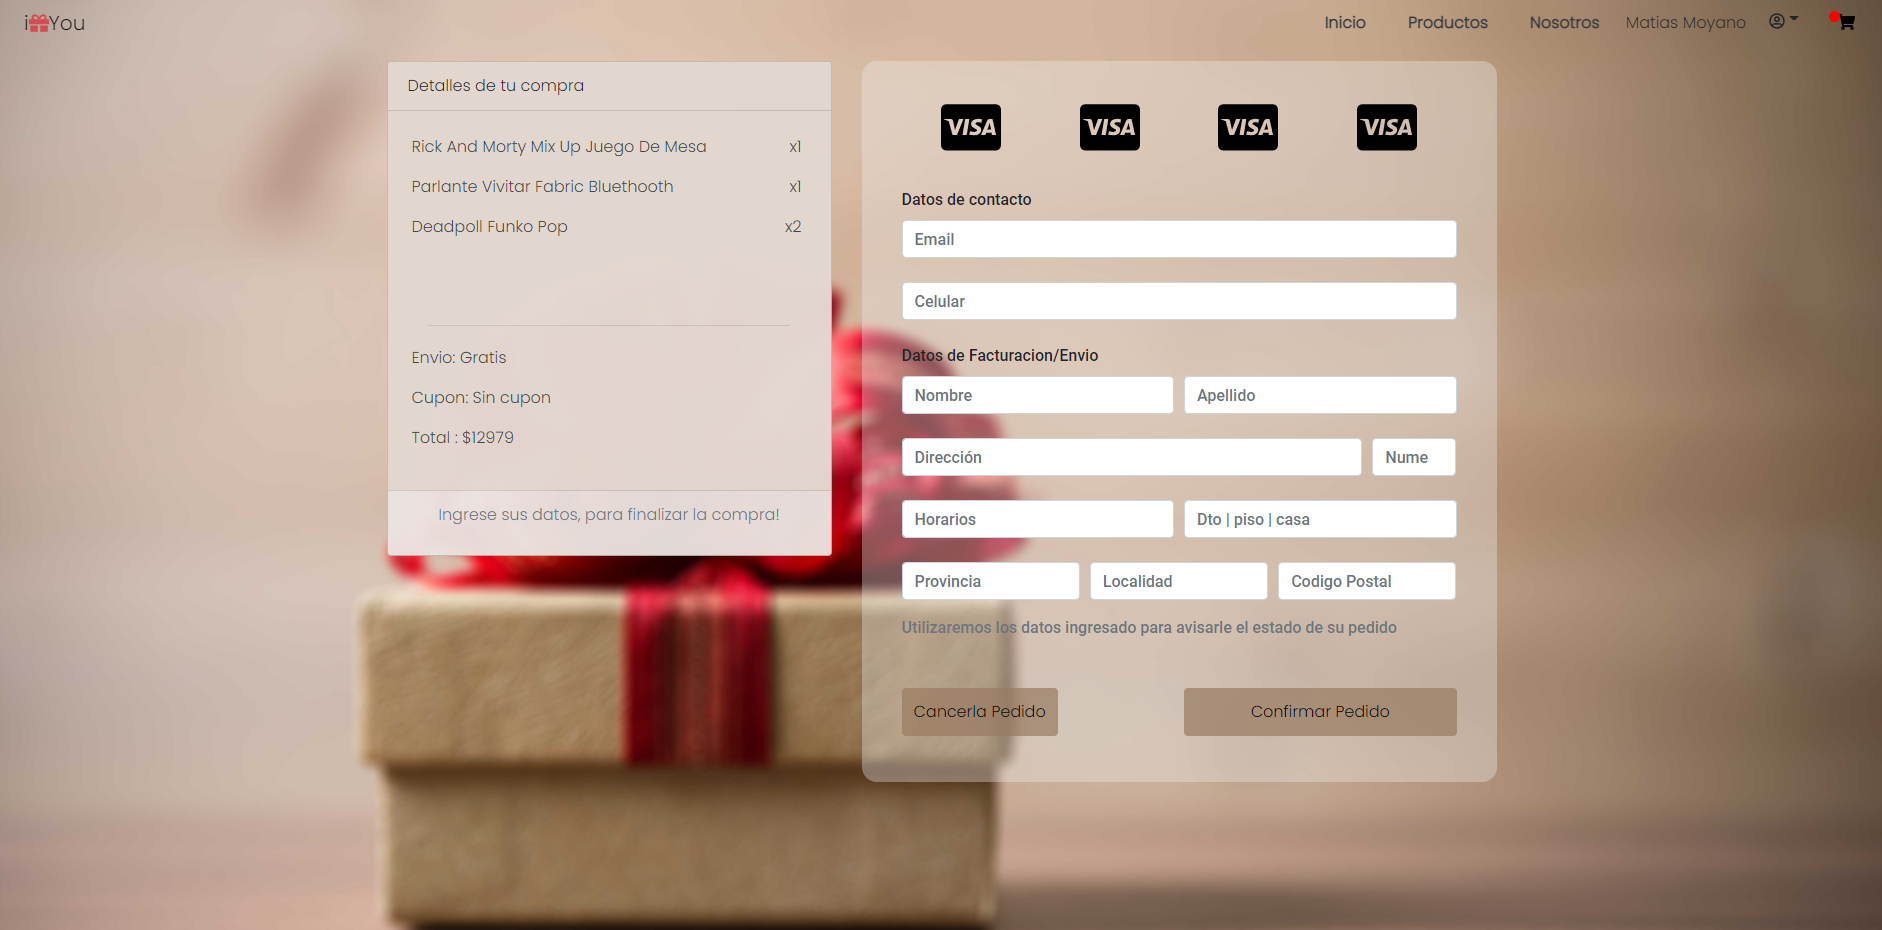 iYou
Inicio Productos Nosotros Matias Moyano
Detalles de tu compra
Rick And Morty Mix Up Juego De Mesa x1
Parlante Vivitar Fabric Bluethooth x1
Deadpoll Funko Pop x2
Envio: Gratis
Cupon: Sin cupon
Total : $12979
Ingrese sus datos, para finalizar la compra!
VISA VISA VISA VISA
Datos de contacto
Email
Celular
Datos de Facturacion/Envio
Nombre Apellido
Dirección Nume
Horarios Dto | piso | casa
Provincia Localidad Codigo Postal
Utilizaremos los datos ingresado para avisarle el estado de su pedido
Cancerla Pedido Confirmar Pedido